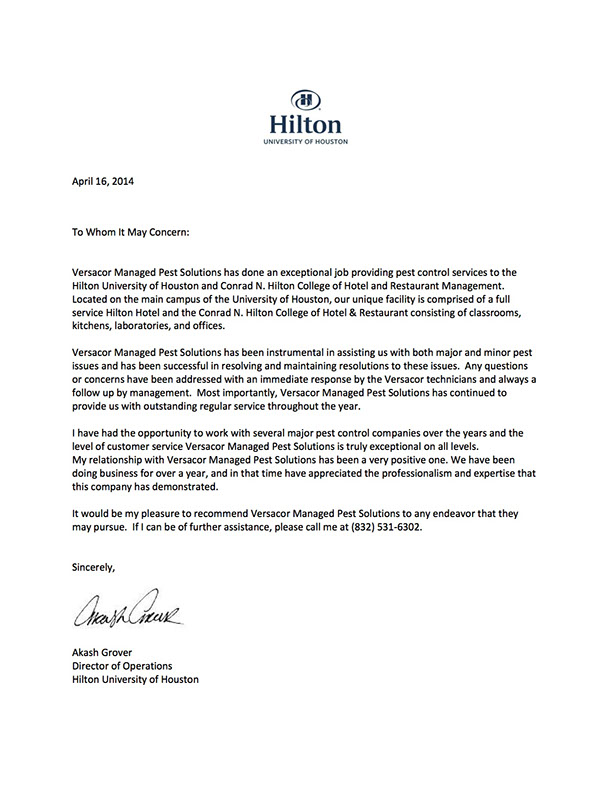 Hilton
UNIVERSITY OF HOUSTON
April 16, 2014
To Whom It May Concern:
Versacor Managed Pest Solutions has done an exceptional job providing pest control services to the
Hilton University of Houston and Conrad N. Hilton College of Hotel and Restaurant Management.
Located on the main campus of the University of Houston, our unique facility is comprised of a full
service Hilton Hotel and the Conrad N. Hilton College of Hotel & Restaurant consisting of classrooms,
kitchens, laboratories, and offices.
Versacor Managed Pest Solutions has been instrumental in assisting us with both major and minor pest
issues and has been successful in resolving and maintaining resolutions to these issues.  Any questions
or concerns have been addressed with an immediate response by the Versacor technicians and always a
follow up by management.  Most importantly, Versacor Managed Pest Solutions has continued to
provide us with outstanding regular service throughout the year.
I have had the opportunity to work with several major pest control companies over the years and the
level of customer service Versacor Managed Pest Solutions is truly exceptional on all levels.
My relationship with Versacor Managed Pest Solutions has been a very positive one. We have been
doing business for over a year, and in that time have appreciated the professionalism and expertise that
this company has demonstrated.
It would be my pleasure to recommend Versacor Managed Pest Solutions to any endeavor that they
may pursue.  If I can be of further assistance, please call me at (832) 531-6302.
Sincerely,
Akash Grover
Akash Grover
Director of Operations
Hilton University of Houston